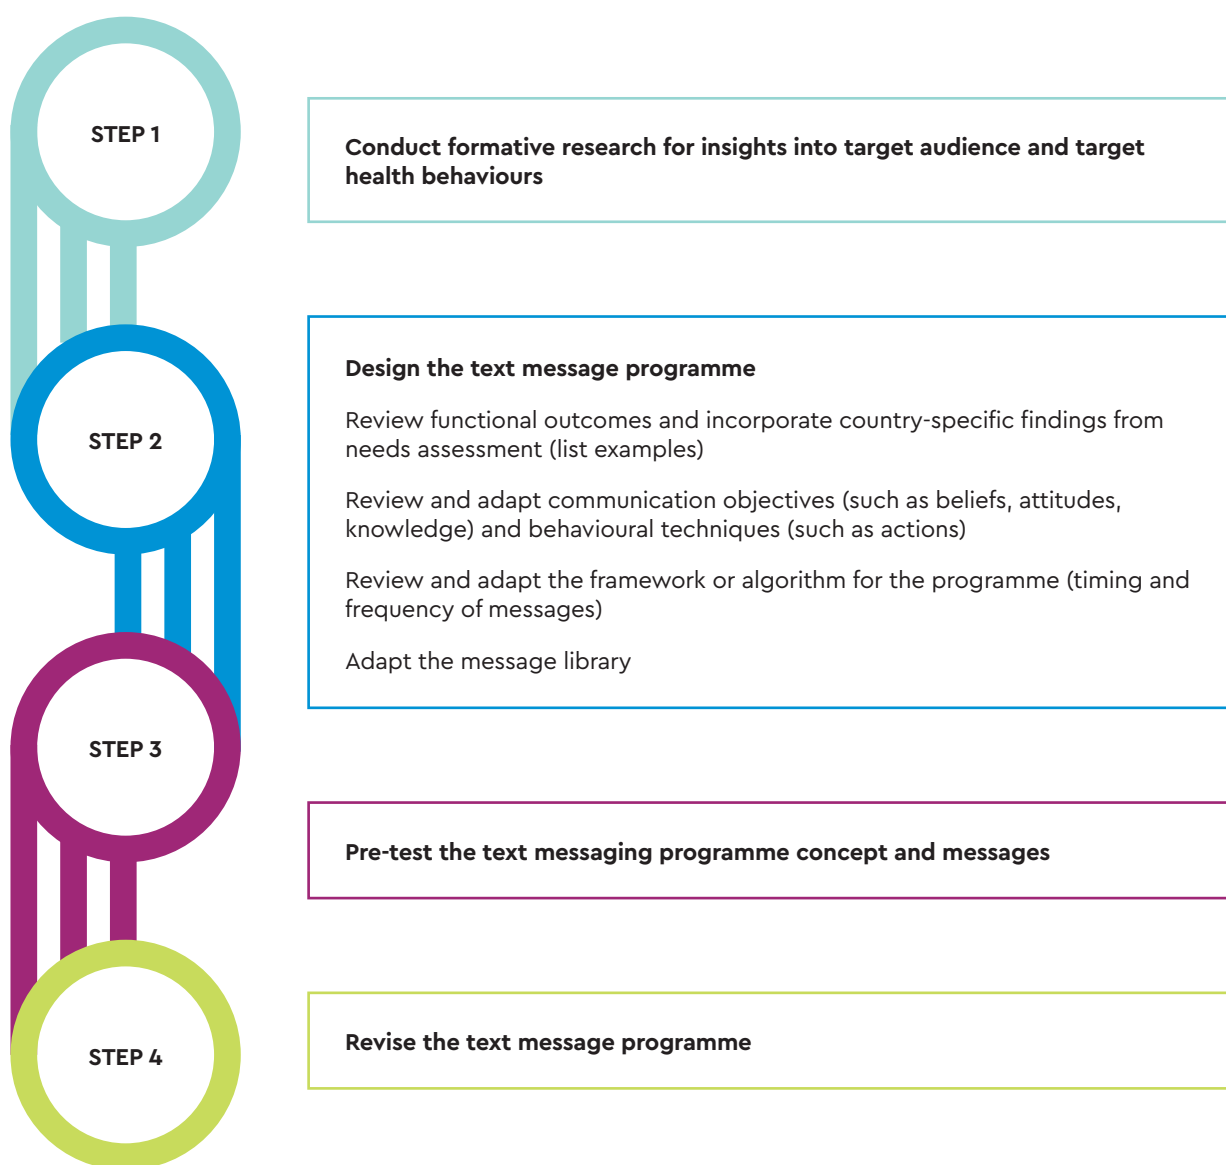 STEP 1
Conduct formative research for insights into target audience and target
health behaviours
STEP 2
Design the text message programme
Review functional outcomes and incorporate country-specific findings from
needs assessment (list examples)
Review and adapt communication objectives (such as beliefs, attitudes,
knowledge) and behavioural techniques (such as actions)
Review and adapt the framework or algorithm for the programme (timing and
frequency of messages)
Adapt the message library
STEP 3
Pre-test the text messaging programme concept and messages
STEP 4
Revise the text message programme